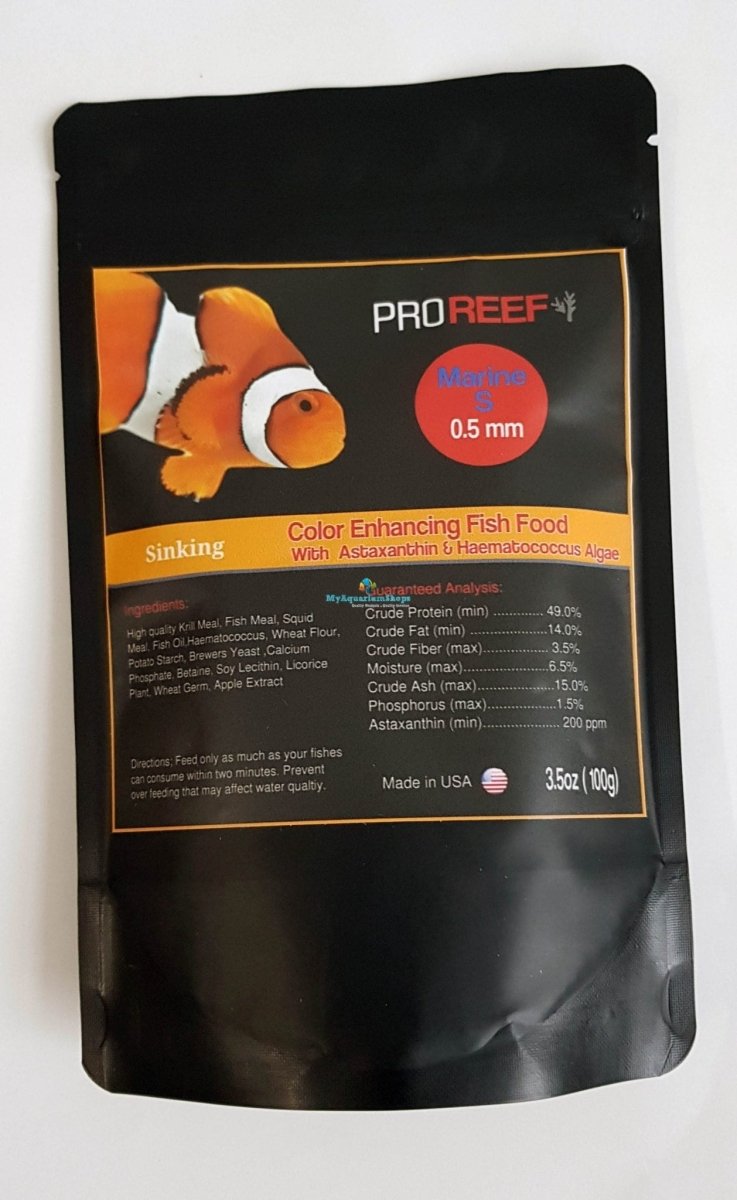 PROREEF
Marine
S
0.5 mm
Sinking
Color Enhancing Fish Food
With Astaxanthin & Haematococcus Algae
MyAquariumShops
Ingredients:
High quality Krill Meal, Fish Meal, Squid
Meal, Fish Oil,Haematococcus, Wheat Flour,
Potato Starch, Brewers Yeast ,Calcium
Phosphate, Betaine, Soy Lecithin, Licorice
Plant, Wheat Germ, Apple Extract
Guaranteed Analysis:
Crude Protein (min) ............. 49.0%
Crude Fat (min) ....................14.0%
Crude Fiber (max).................. 3.5%
Moisture (max)......................6.5%
Crude Ash (max)....................15.0%
Phosphorus (max)..................1.5%
Astaxanthin (min).................... 200 ppm
Directions; Feed only as much as your fishes
can consume within two minutes. Prevent
over feeding that may affect water qualtiy.
Made in USA
3.5oz (100g)